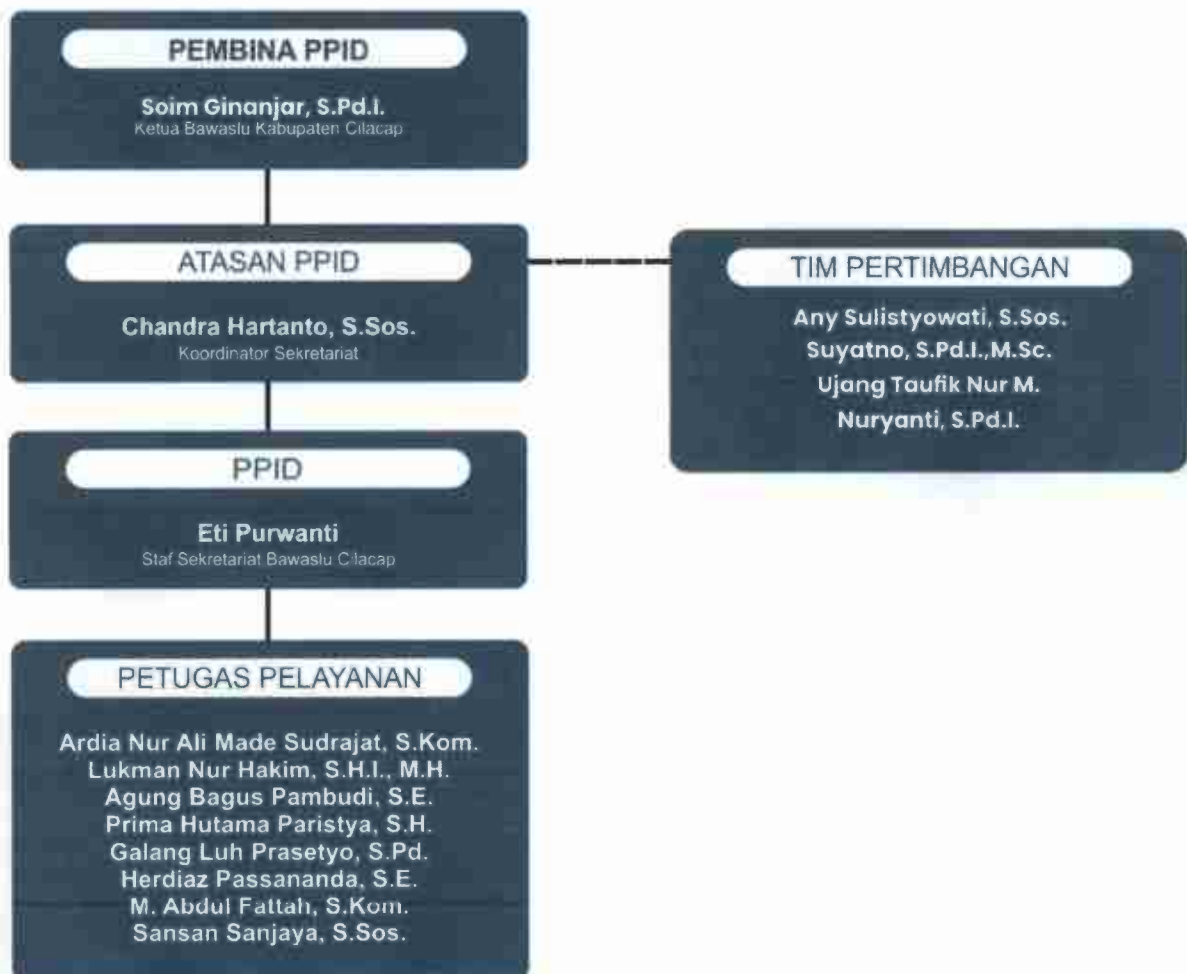 PEMBINA PPID
Soim Ginanjar, S.Pd.I.
Ketua Bawaslu Kabupaten Cilacap
ATASAN PPID
Chandra Hartanto, S.Sos.
Koordinator Sekretariat
TIM PERTIMBANGAN
Any Sulistyowati, S.Sos.
Suyatno, S.Pd.I.,M.Sc.
Ujang Taufik Nur M.
Nuryanti, S.Pd.I.
PPID
Eti Purwanti
Staf Sekretariat Bawaslu Cilacap
PETUGAS PELAYANAN
Ardia Nur Ali Made Sudrajat, S.Kom.
Lukman Nur Hakim, S.H.I., M.H.
Agung Bagus Pambudi, S.E.
Prima Hutama Paristya, S.H.
Galang Luh Prasetyo, S.Pd.
Herdiaz Passananda, S.E.
M. Abdul Fattah, S.Kom.
Sansan Sanjaya, S.Sos.